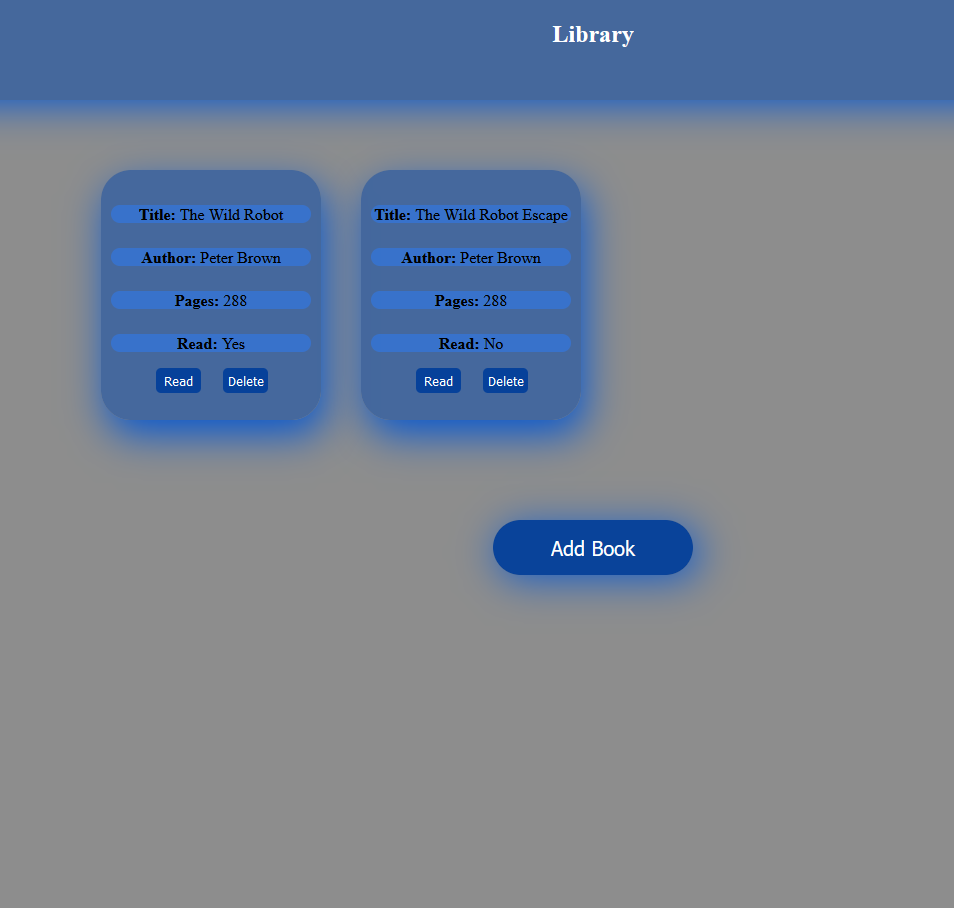 Library
Title: The Wild Robot
Author: Peter Brown
Pages: 288
Read: Yes
Read Delete
Title: The Wild Robot Escape
Author: Peter Brown
Pages: 288
Read: No
Read Delete
Add Book